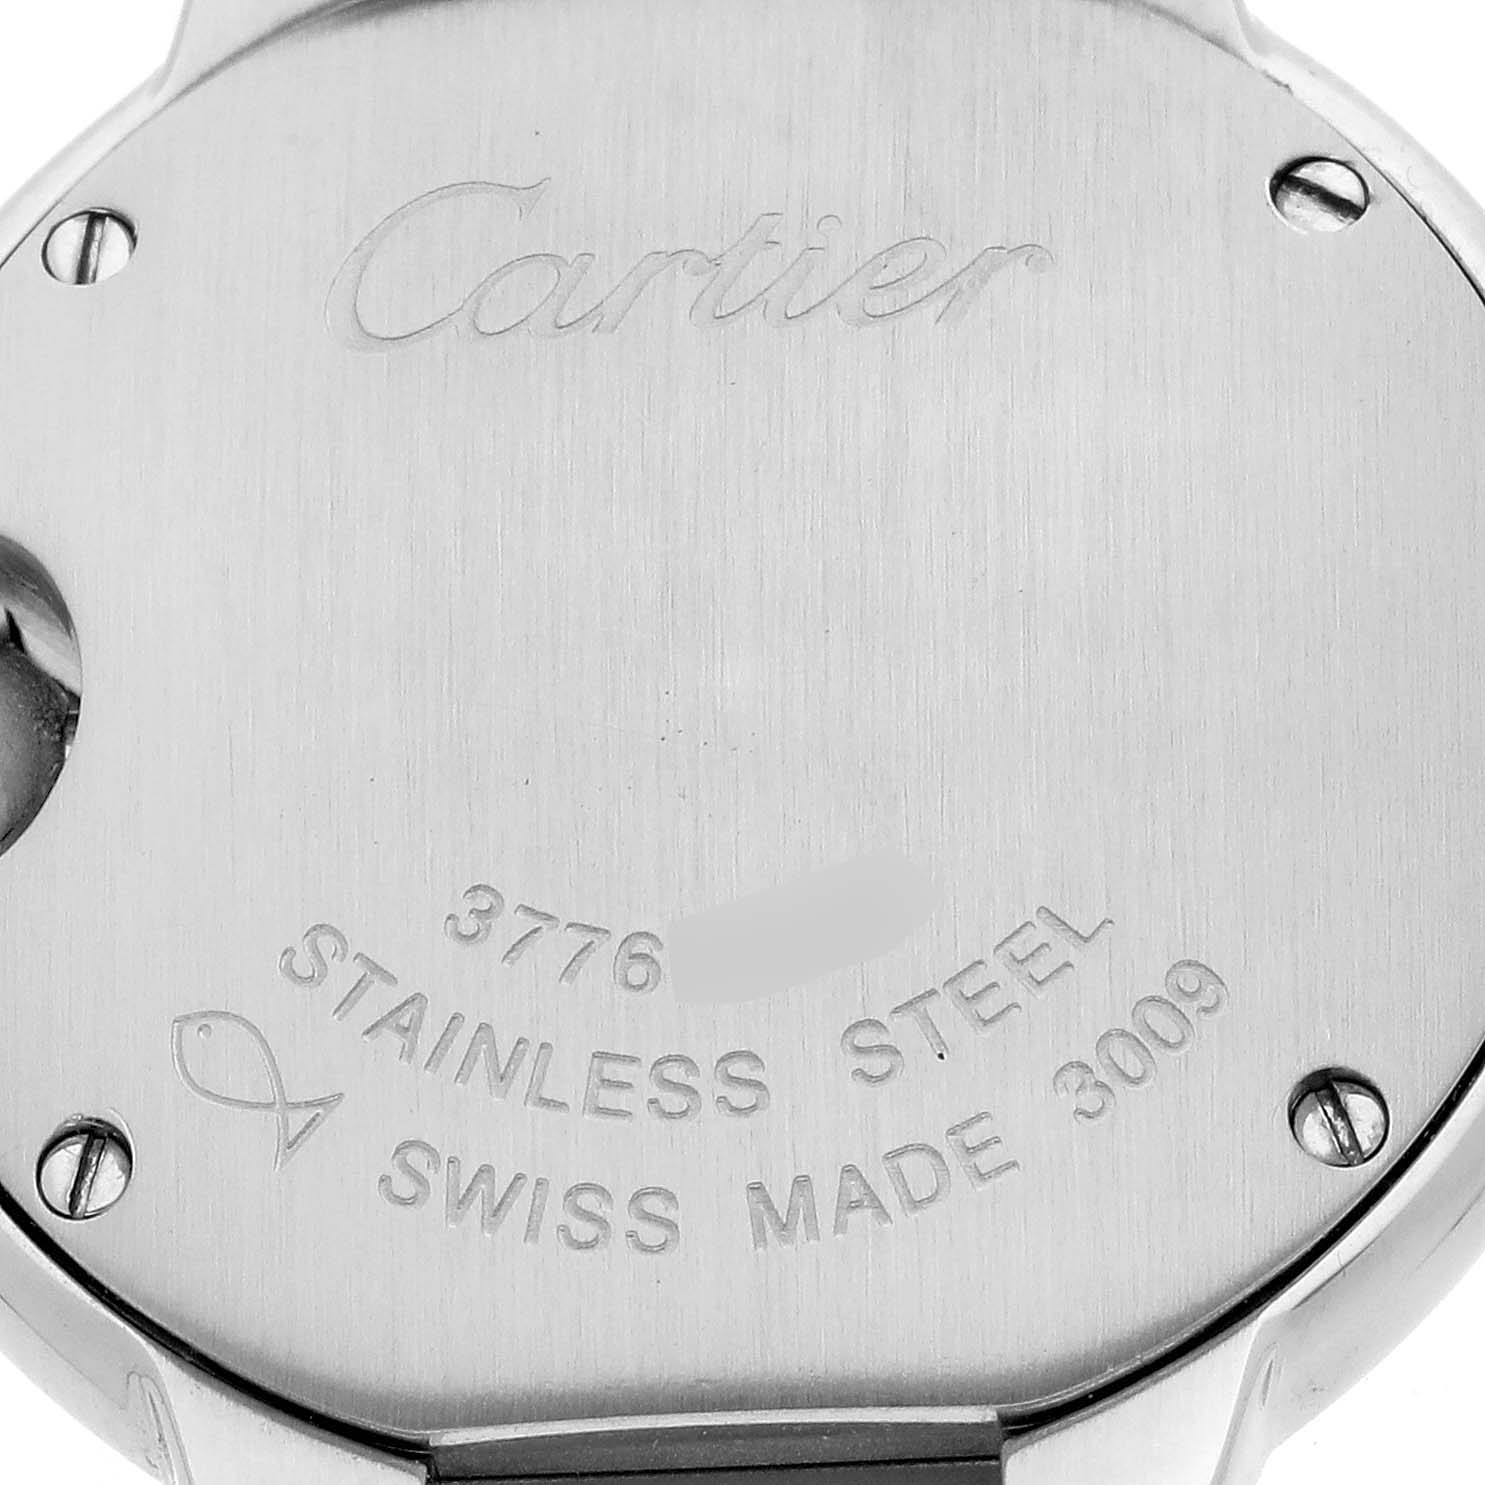 Cartier
3776
STAINLESS STEEL
SWISS MADE 3009